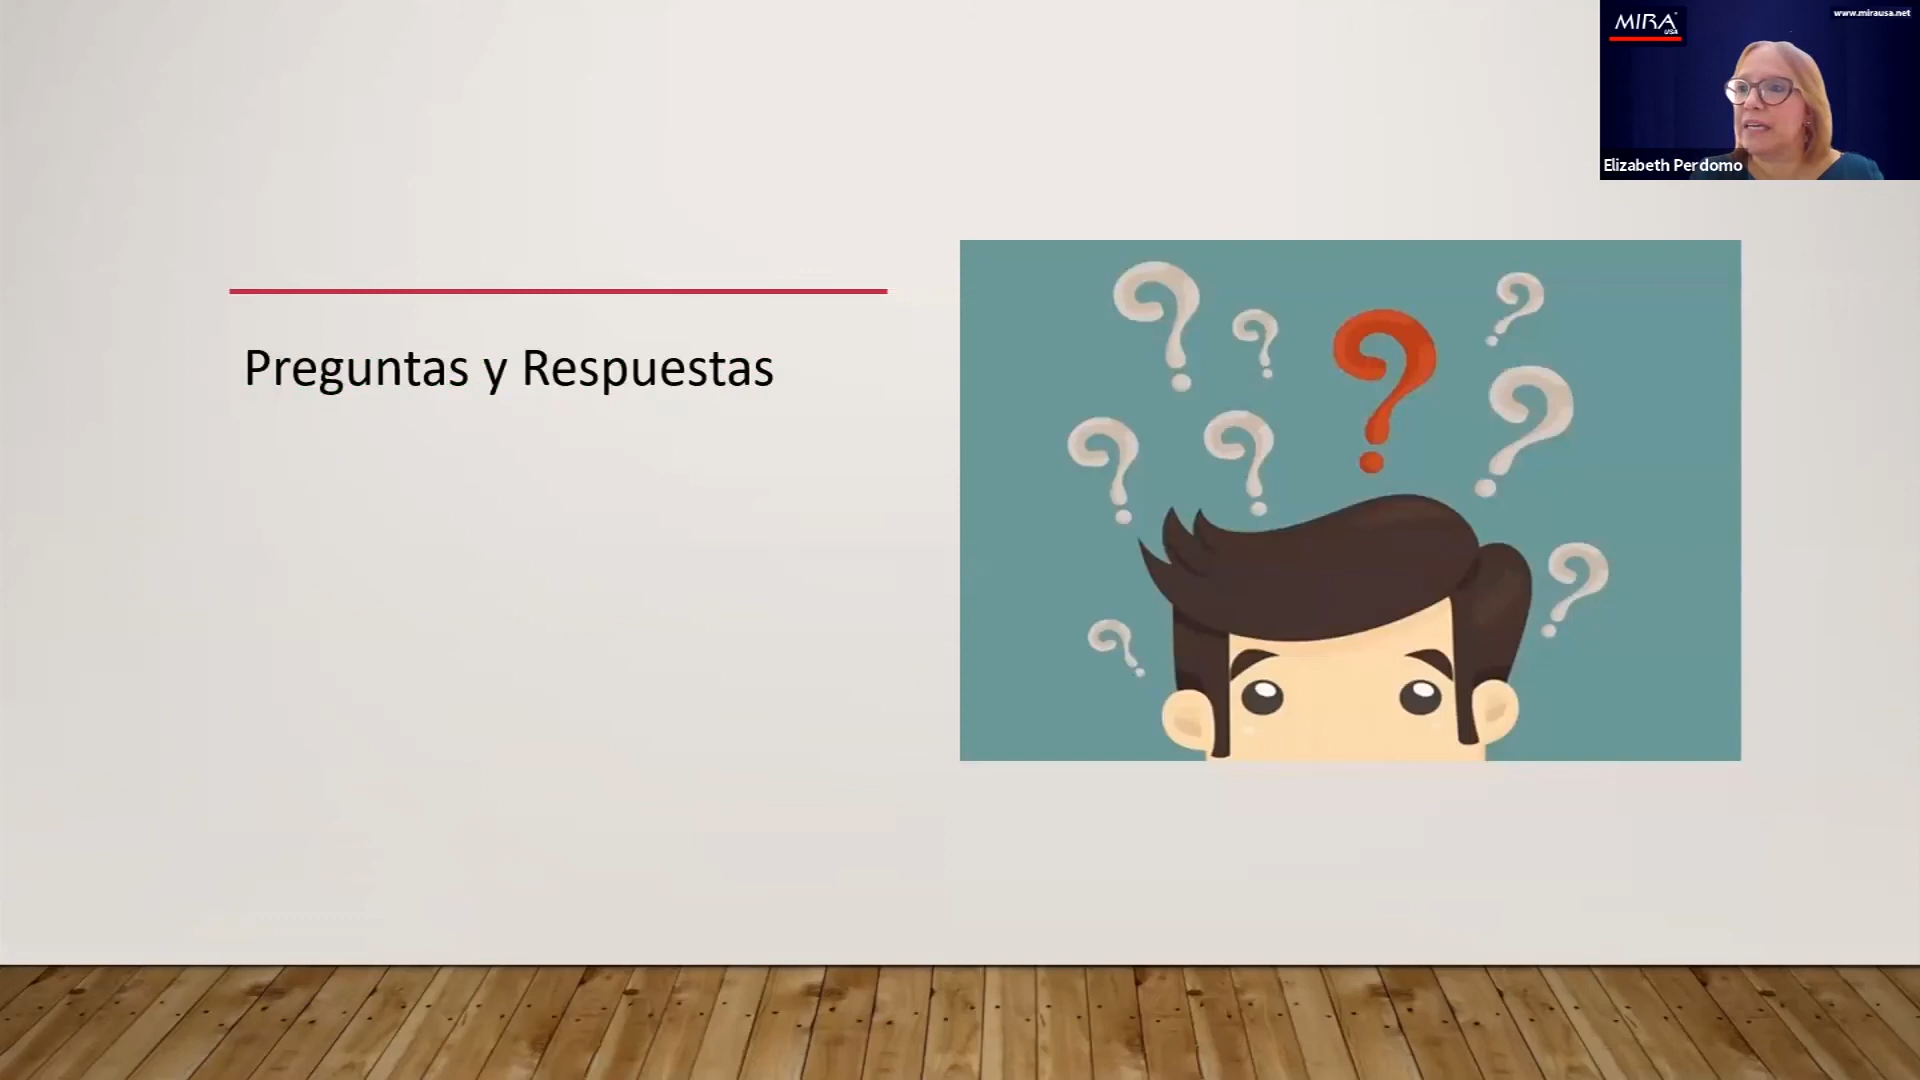 MIRA
USA
www.mirausa.net
Elizabeth Perdomo
Preguntas y Respuestas